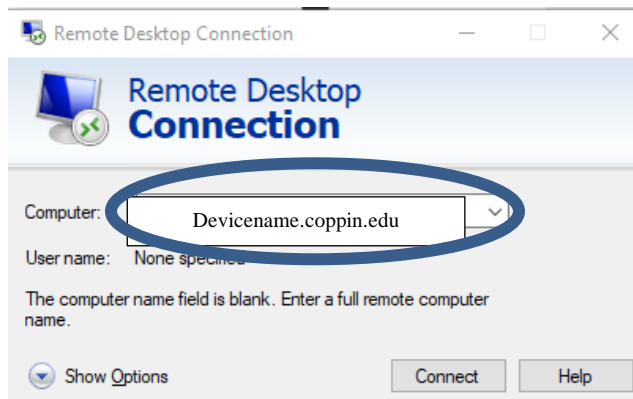 Remote Desktop Connection
Remote Desktop
Connection
Computer:
Devicename.coppin.edu
User name: None specified
The computer name field is blank. Enter a full remote computer
name.
Show Options
Connect
Help